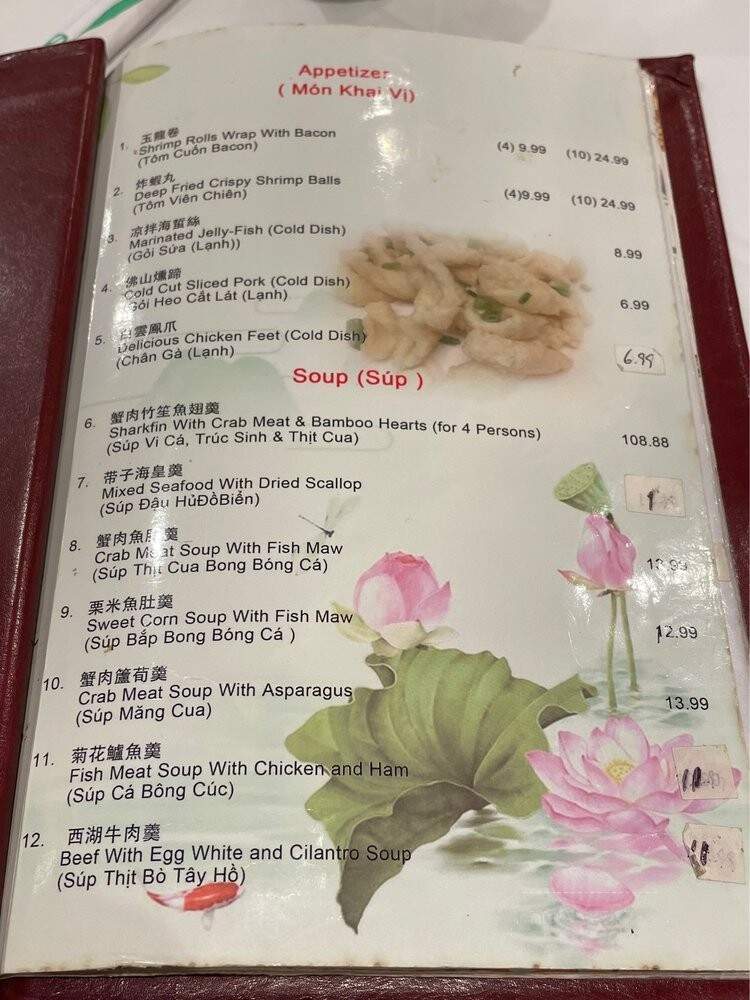 Appetizer
( Món Khai Vị)
1. 玉龍卷
Shrimp Rolls Wrap With Bacon (4) 9.99 (10) 24.99
(Tôm Cuốn Bacon)
2. 炸蝦丸
Deep Fried Crispy Shrimp Balls (4)9.99 (10) 24.99
(Tôm Viên Chiên)
3. 凉拌海蜇絲
Marinated Jelly-Fish (Cold Dish) 8.99
(Gỏi Sứa (Lạnh))
4. 佛山燻蹄
Cold Cut Sliced Pork (Cold Dish) 6.99
(Gỏi Heo Cắt Lát (Lạnh)
5. 白雲鳳爪
Delicious Chicken Feet (Cold Dish) 6.99
(Chân Gà (Lạnh)
Soup (Súp )
6. 蟹肉竹笙魚翅羹
Sharkfin With Crab Meat & Bamboo Hearts (for 4 Persons) 108.88
(Súp Vi Cá, Trúc Sinh & Thịt Cua)
7. 带子海皇羹
Mixed Seafood With Dried Scallop
(Súp Đâu HủĐồBiển)
8. 蟹肉魚肚羹
Crab Meat Soup With Fish Maw
(Súp Thịt Cua Bong Bóng Cá)
9. 栗米魚肚羹
Sweet Corn Soup With Fish Maw 12.99
(Súp Bắp Bong Bóng Cá )
10. 蟹肉籚荀羹
Crab Meat Soup With Asparagus 13.99
(Súp Măng Cua)
11. 菊花鱸魚羹
Fish Meat Soup With Chicken and Ham
(Súp Cá Bông Cúc)
12. 西湖牛肉羹
Beef With Egg White and Cilantro Soup
(Súp Thịt Bò Tây Hồ)